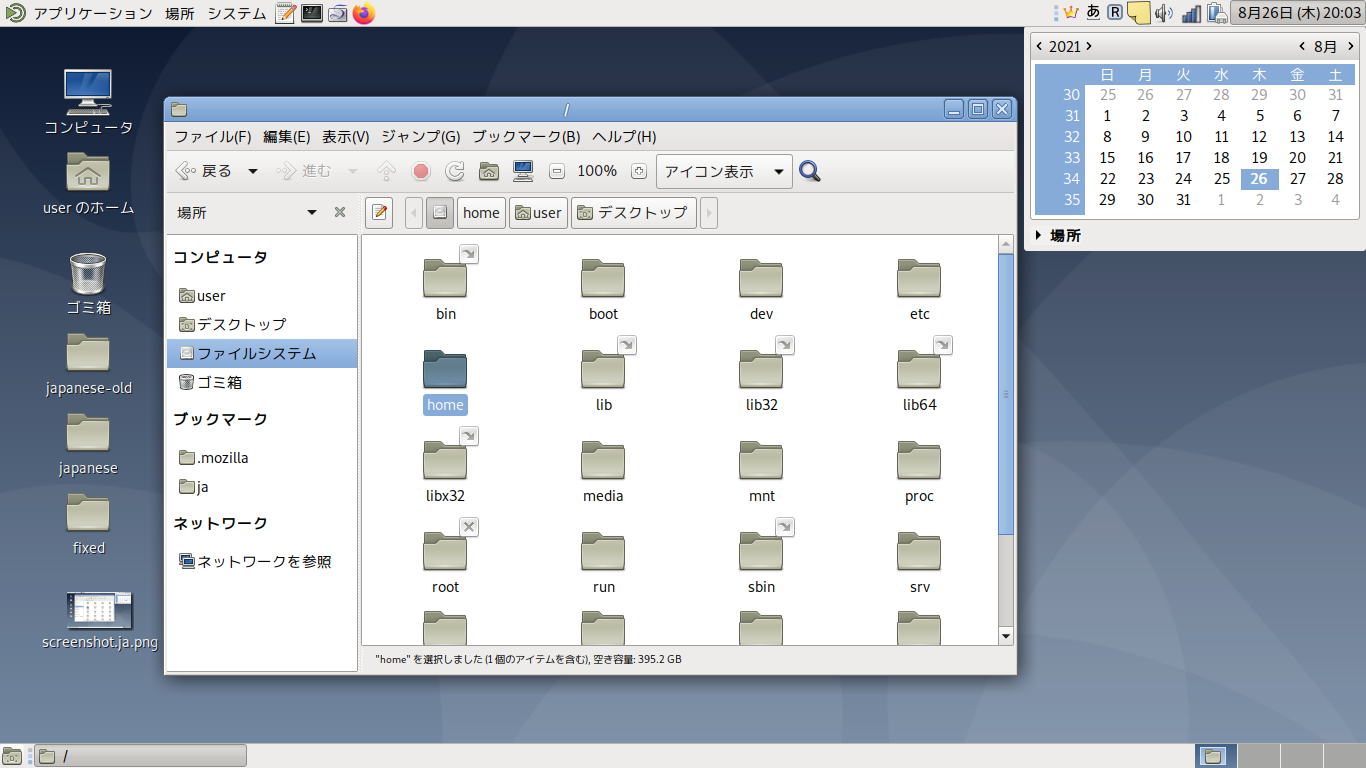 アプリケーション 場所 システム
あ R 8月26日 (木) 20:03
2021 8月
日 月 火 水 木 金 土
30 25 26 27 28 29 30 31
31 1 2 3 4 5 6 7
32 8 9 10 11 12 13 14
33 15 16 17 18 19 20 21
34 22 23 24 25 26 27 28
35 29 30 31 1 2 3 4
場所
コンピュータ
user のホーム
ゴミ箱
japanese-old
japanese
fixed
screenshot.ja.png
/
ファイル(F) 編集(E) 表示(V) ジャンプ(G) ブックマーク(B) ヘルプ(H)
戻る 進む 100% アイコン表示
場所 home user デスクトップ
コンピュータ
user
デスクトップ
ファイルシステム
ゴミ箱
ブックマーク
.mozilla
ja
ネットワーク
ネットワークを参照
bin boot dev etc
home lib lib32 lib64
libx32 media mnt proc
root run sbin srv
"home" を選択しました (1 個のアイテムを含む), 空き容量: 395.2 GB
/